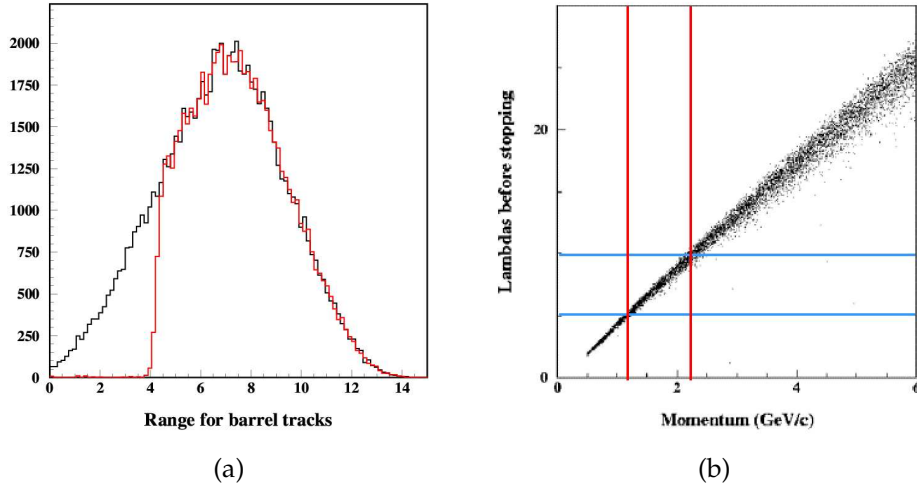 2000
1750
1500
1250
1000
750
500
250
0
0 2 4 6 8 10 12 14
Range for barrel tracks
(a)
Lambdas before stopping
20
0
0 2 4 6
Momentum (GeV/c)
(b)